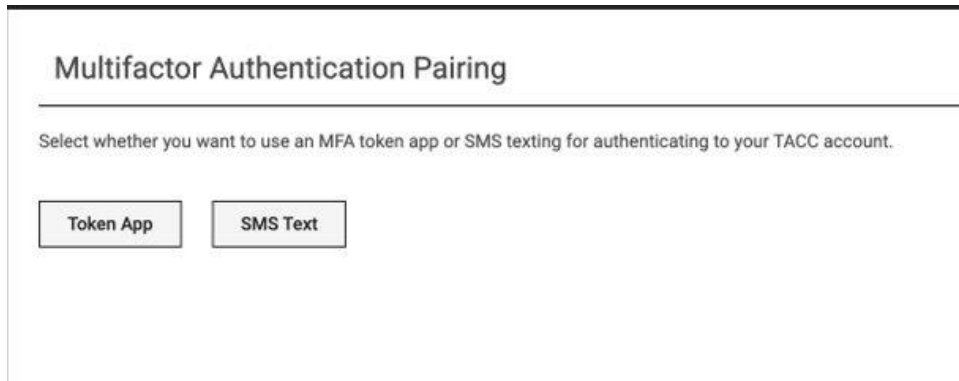 Multifactor Authentication Pairing
Select whether you want to use an MFA token app or SMS texting for authenticating to your TACC account.
Token App
SMS Text